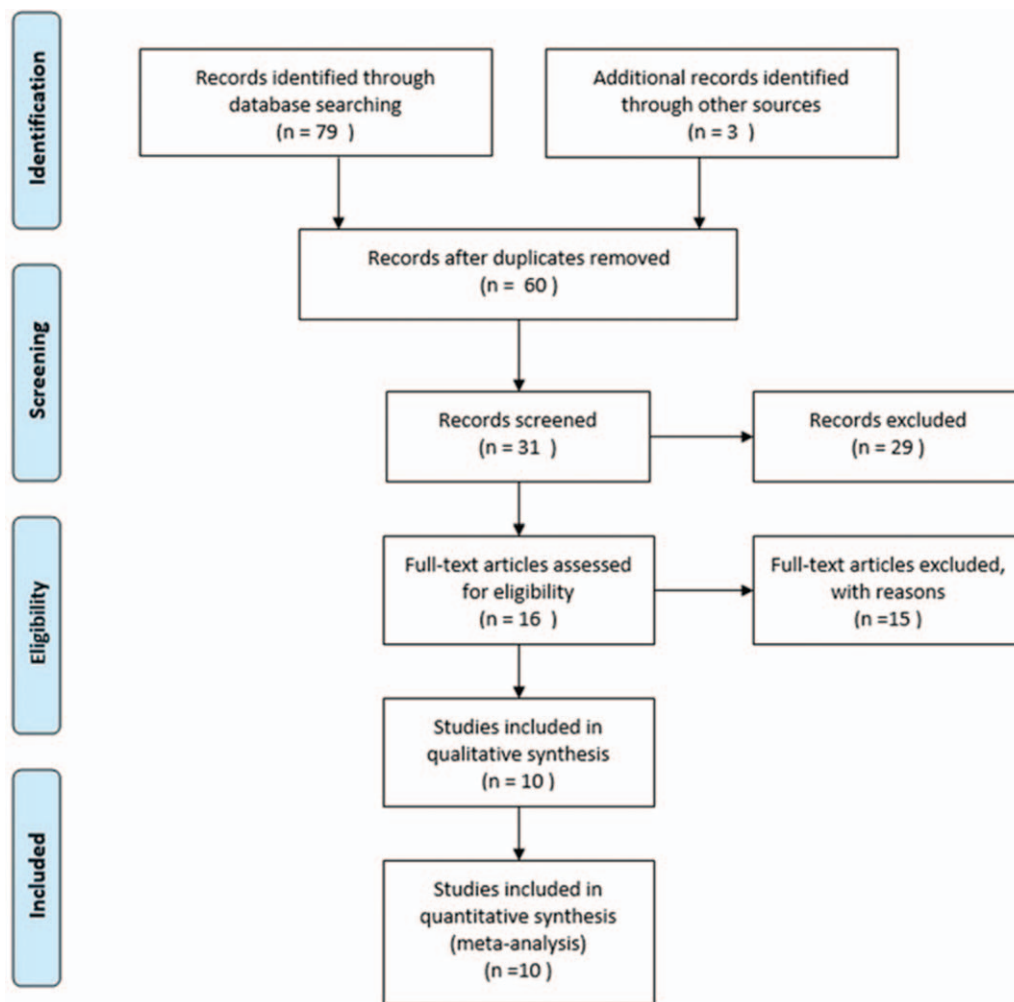 Identification
Records identified through
database searching
(n = 79 )
Additional records identified
through other sources
(n = 3 )
Records after duplicates removed
(n = 60 )
Screening
Records screened
(n = 31 )
Records excluded
(n = 29 )
Eligibility
Full-text articles assessed
for eligibility
(n = 16 )
Full-text articles excluded,
with reasons
(n =15 )
Studies included in
qualitative synthesis
(n = 10 )
Included
Studies included in
quantitative synthesis
(meta-analysis)
(n =10 )